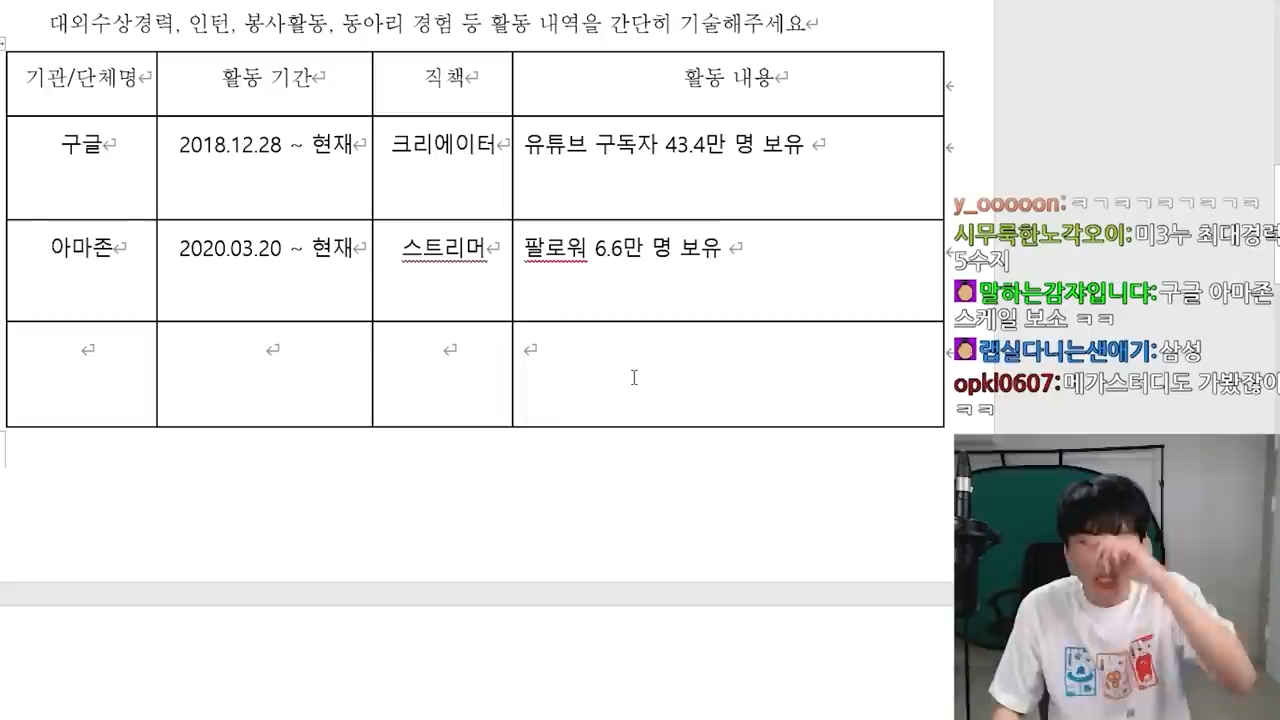 대외수상경력, 인턴, 봉사활동, 동아리 경험 등 활동 내역을 간단히 기술해주세요
기관/단체명 활동 기간 직책 활동 내용
구글 2018.12.28 ~ 현재 크리에이터 유튜브 구독자 43.4만 명 보유
아마존 2020.03.20 ~ 현재 스트리머 팔로워 6.6만 명 보유
y_ooooon: ㅋㄱㅋㄱㅋㄱㅋㄱㅋㄱ
시무룩한노각오이: 미3누 최대경력
5수지
말하는감자입니다: 구글 아마존
스케일 보소 ㅋㅋ
랩실다니는샌애기: 삼성
opkl0607: 메가스터디도 가봤잖아
ㅋㅋ